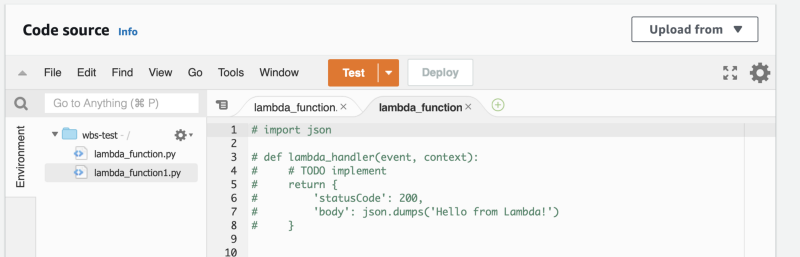 Code source Info
Upload from
File Edit Find View Go Tools Window Test Deploy
Go to Anything (⌘ P)
lambda_function. × lambda_function ×
Environment
wbs-test - /
lambda_function.py
lambda_function1.py
1 # import json
2
3 # def lambda_handler(event, context):
4 #     # TODO implement
5 #     return {
6 #         'statusCode': 200,
7 #         'body': json.dumps('Hello from Lambda!')
8 #     }
9
10